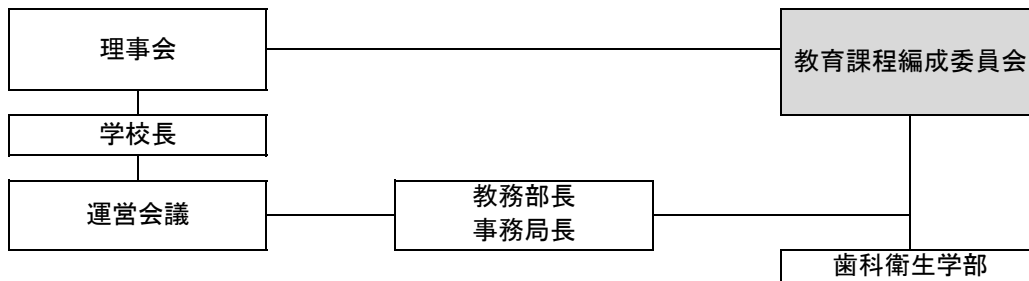 理事会
教育課程編成委員会
学校長
運営会議
教務部長
事務局長
歯科衛生学部